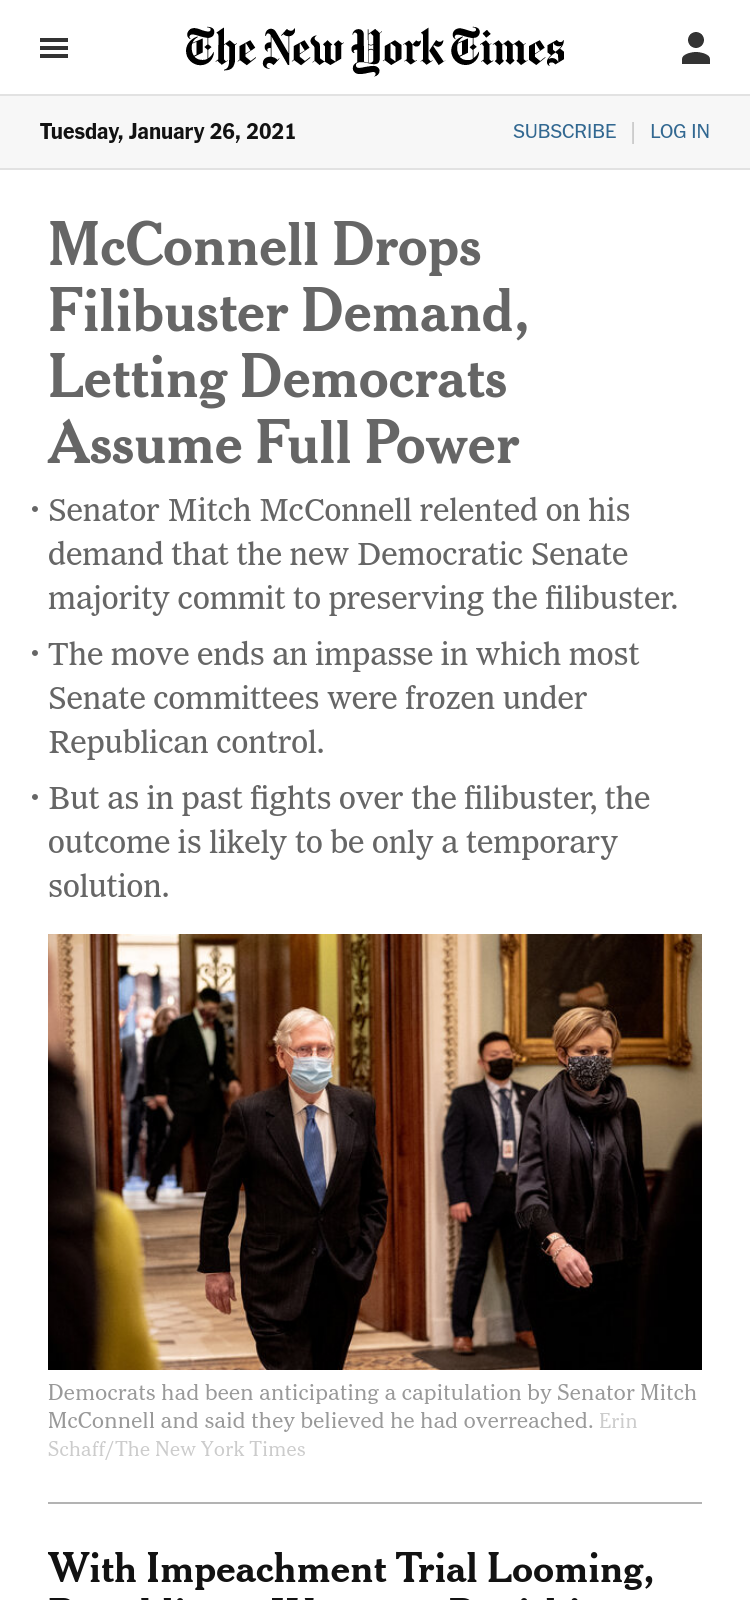 The New York Times
Tuesday, January 26, 2021
SUBSCRIBE | LOG IN
McConnell Drops
Filibuster Demand,
Letting Democrats
Assume Full Power
• Senator Mitch McConnell relented on his
demand that the new Democratic Senate
majority commit to preserving the filibuster.
• The move ends an impasse in which most
Senate committees were frozen under
Republican control.
• But as in past fights over the filibuster, the
outcome is likely to be only a temporary
solution.
Democrats had been anticipating a capitulation by Senator Mitch
McConnell and said they believed he had overreached. Erin
Schaff/The New York Times
With Impeachment Trial Looming,